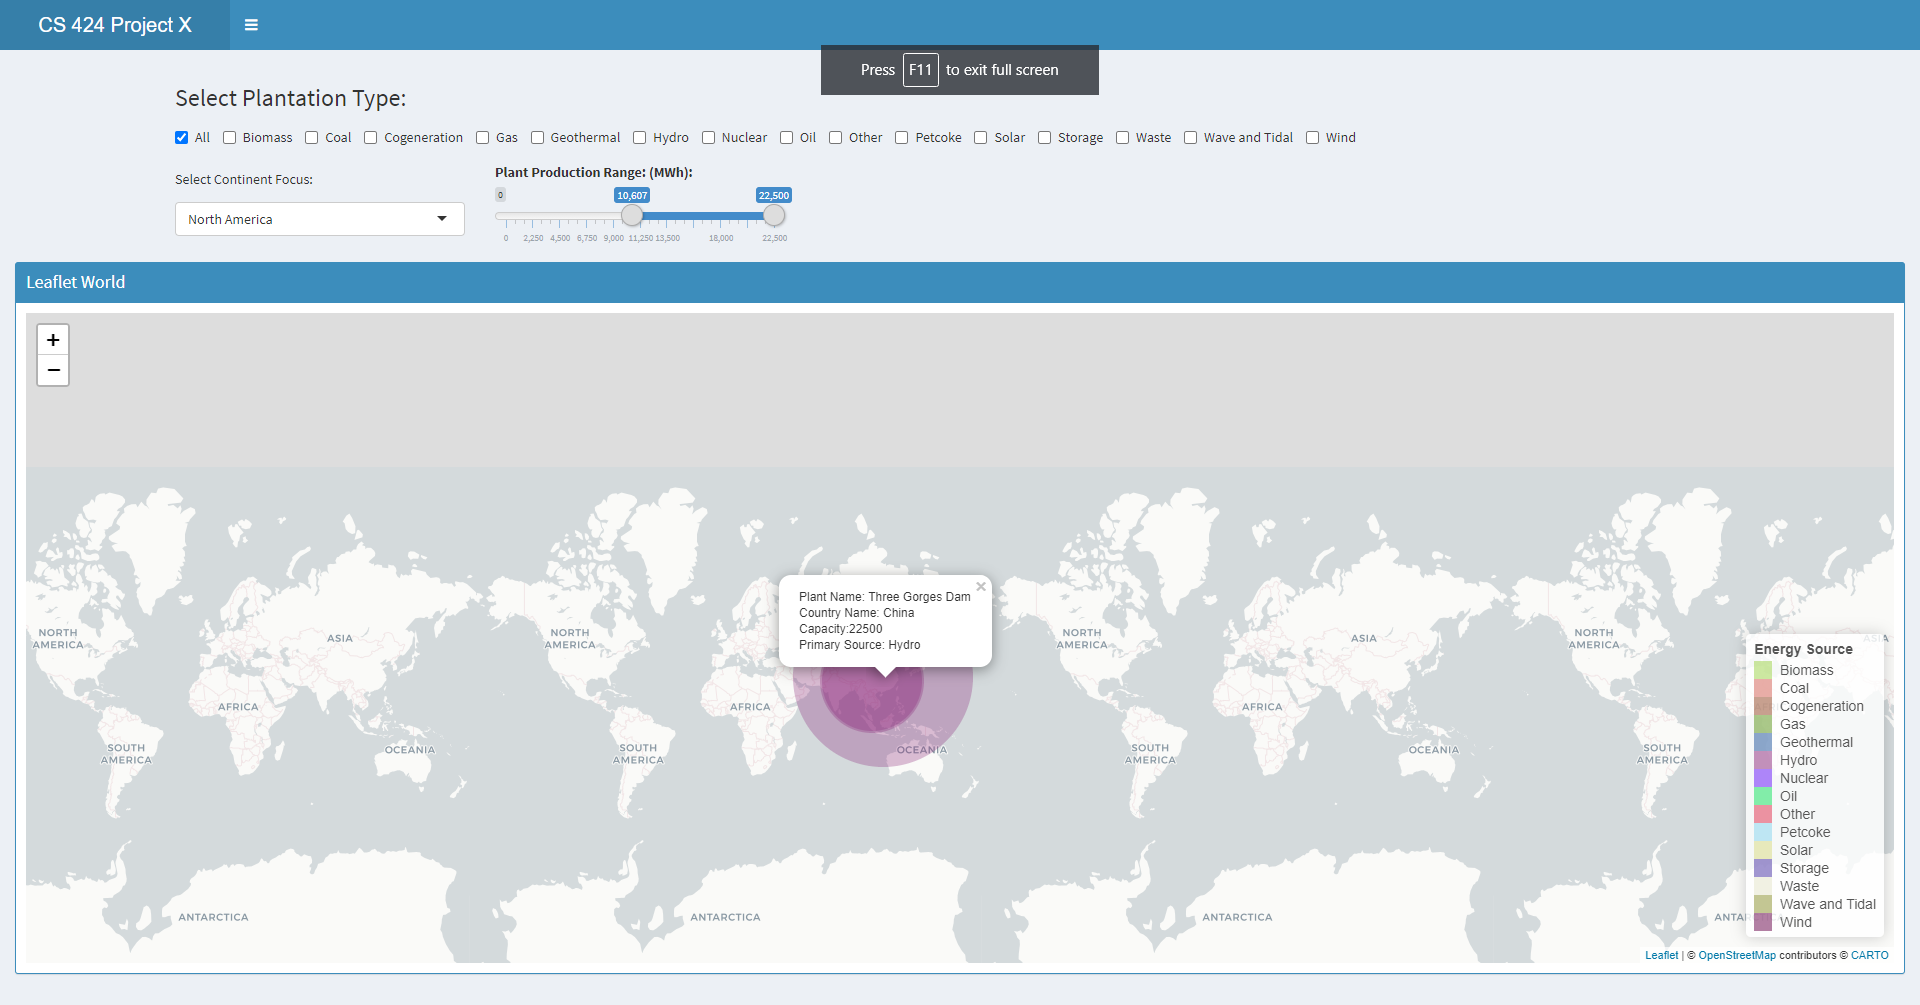 CS 424 Project X
Press F11 to exit full screen
Select Plantation Type:
All Biomass Coal Cogeneration Gas Geothermal Hydro Nuclear Oil Other Petcoke Solar Storage Waste Wave and Tidal Wind
Select Continent Focus:
North America
Plant Production Range: (MWh):
0 10,607 22,500
0 2,250 4,500 6,750 9,000 11,250 13,500 18,000 22,500
Leaflet World
+
−
Plant Name: Three Gorges Dam
Country Name: China
Capacity:22500
Primary Source: Hydro
×
NORTH AMERICA
ASIA
NORTH AMERICA
NORTH AMERICA
ASIA
NORTH AMERICA
ASIA
AFRICA
AFRICA
AFRICA
SOUTH AMERICA
OCEANIA
SOUTH AMERICA
OCEANIA
SOUTH AMERICA
OCEANIA
SOUTH AMERICA
ANTARCTICA
ANTARCTICA
ANTARCTICA
Energy Source
Biomass
Coal
Cogeneration
Gas
Geothermal
Hydro
Nuclear
Oil
Other
Petcoke
Solar
Storage
Waste
Wave and Tidal
Wind
Leaflet | © OpenStreetMap contributors © CARTO